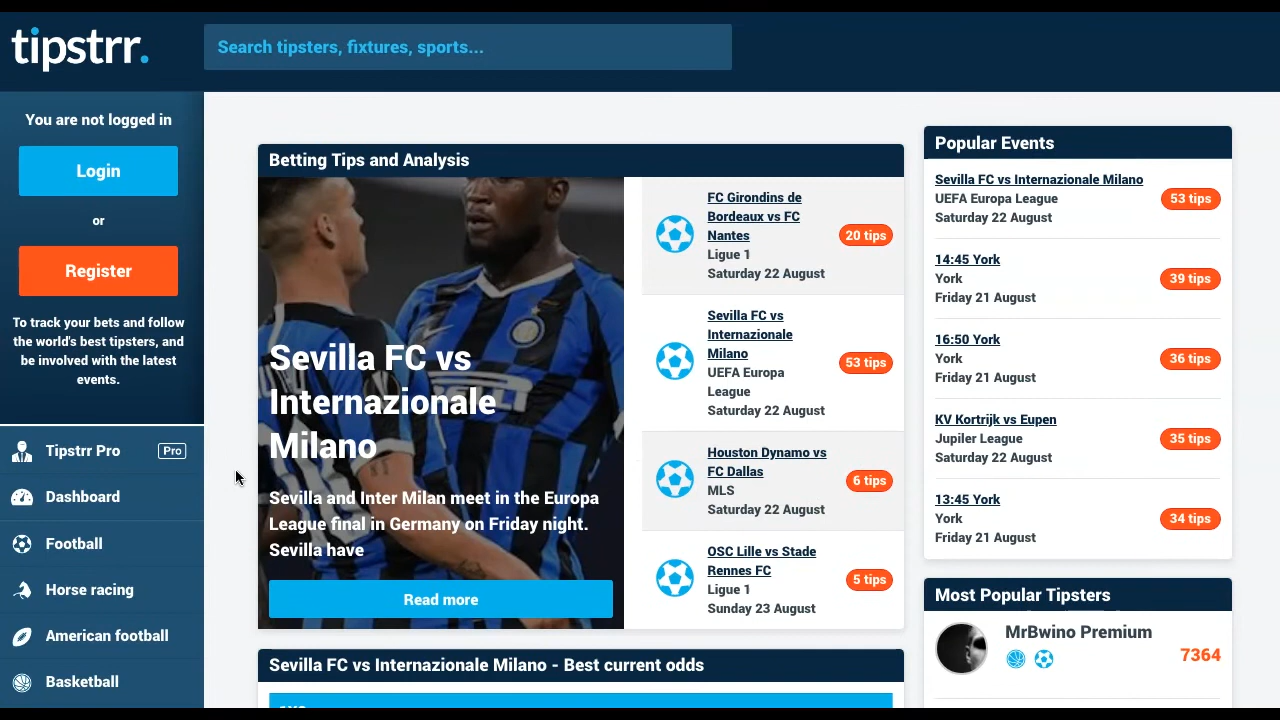 tipstrr.
Search tipsters, fixtures, sports...
You are not logged in
Login
or
Register
To track your bets and follow
the world's best tipsters, and
be involved with the latest
events.
Tipstrr Pro
Pro
Dashboard
Football
Horse racing
American football
Basketball
Betting Tips and Analysis
Sevilla FC vs
Internazionale
Milano
Sevilla and Inter Milan meet in the Europa
League final in Germany on Friday night.
Sevilla have
Read more
FC Girondins de
Bordeaux vs FC
Nantes
Ligue 1
Saturday 22 August
20 tips
Sevilla FC vs
Internazionale
Milano
UEFA Europa
League
Saturday 22 August
53 tips
Houston Dynamo vs
FC Dallas
MLS
Saturday 22 August
6 tips
OSC Lille vs Stade
Rennes FC
Ligue 1
Sunday 23 August
5 tips
Sevilla FC vs Internazionale Milano - Best current odds
Popular Events
Sevilla FC vs Internazionale Milano
UEFA Europa League
Saturday 22 August
53 tips
14:45 York
York
Friday 21 August
39 tips
16:50 York
York
Friday 21 August
36 tips
KV Kortrijk vs Eupen
Jupiler League
Saturday 22 August
35 tips
13:45 York
York
Friday 21 August
34 tips
Most Popular Tipsters
MrBwino Premium
7364